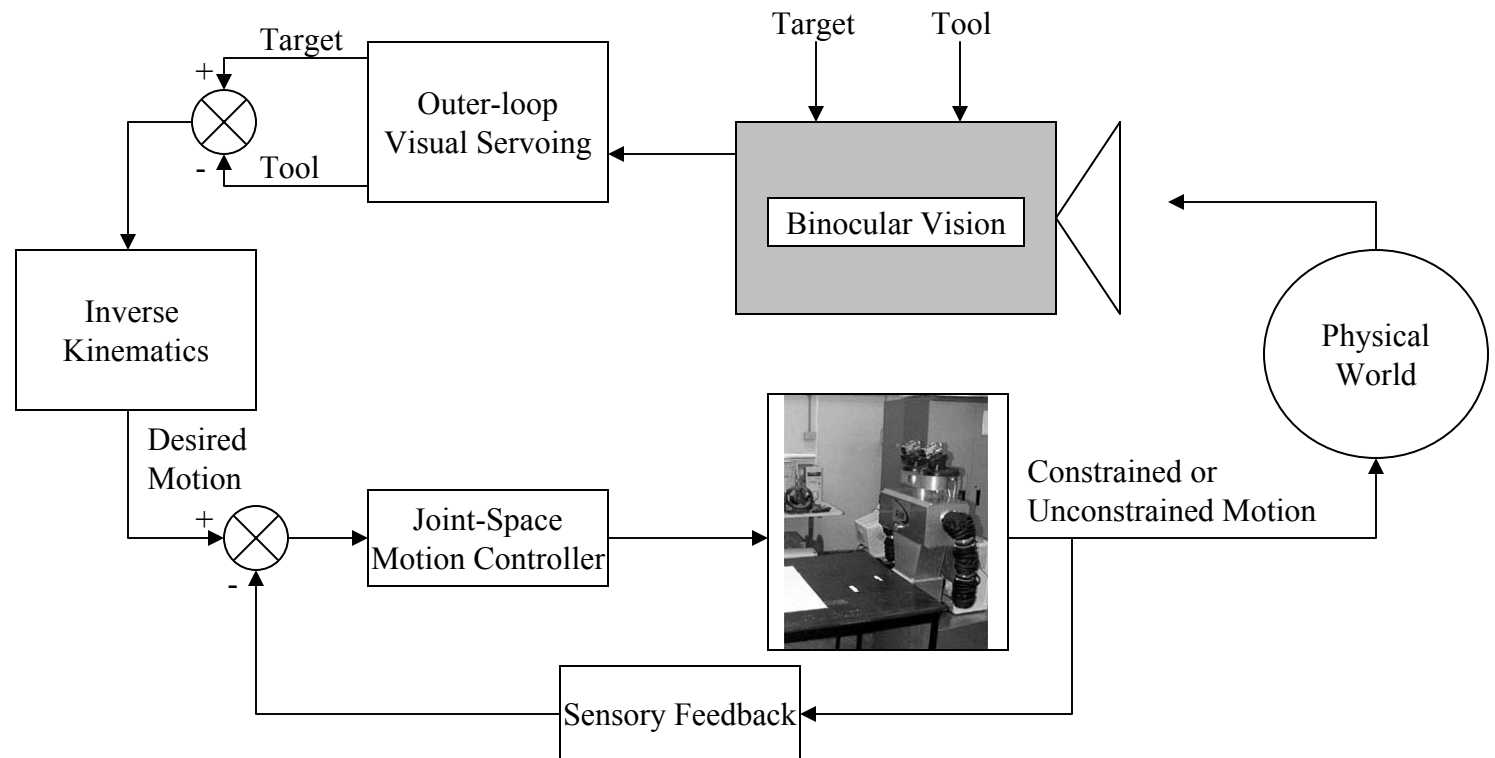 Target
Tool
Target
+
Outer-loop
Visual Servoing
-
Tool
Binocular Vision
Inverse
Kinematics
Physical
World
Desired
Motion
+
-
Joint-Space
Motion Controller
Constrained or
Unconstrained Motion
Sensory Feedback